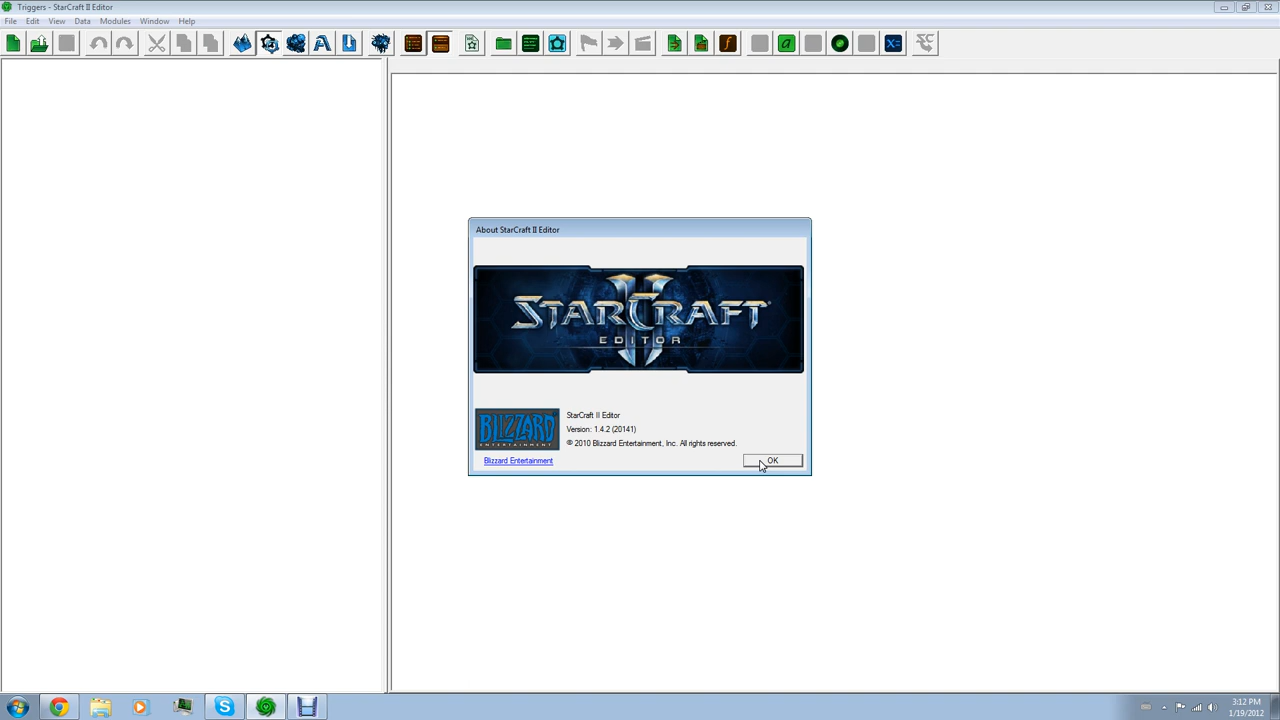 Triggers - StarCraft II Editor
File Edit View Data Modules Window Help
About StarCraft II Editor
STARCRAFT
II
EDITOR
BLIZZARD
ENTERTAINMENT
StarCraft II Editor
Version: 1.4.2 (20141)
© 2010 Blizzard Entertainment, Inc. All rights reserved.
Blizzard Entertainment
OK
3:12 PM
1/19/2012